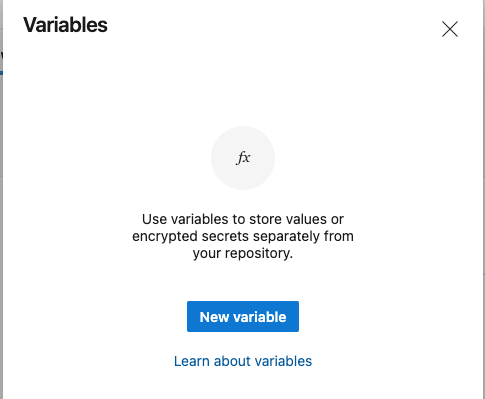 Variables
fx
Use variables to store values or
encrypted secrets separately from
your repository.
New variable
Learn about variables